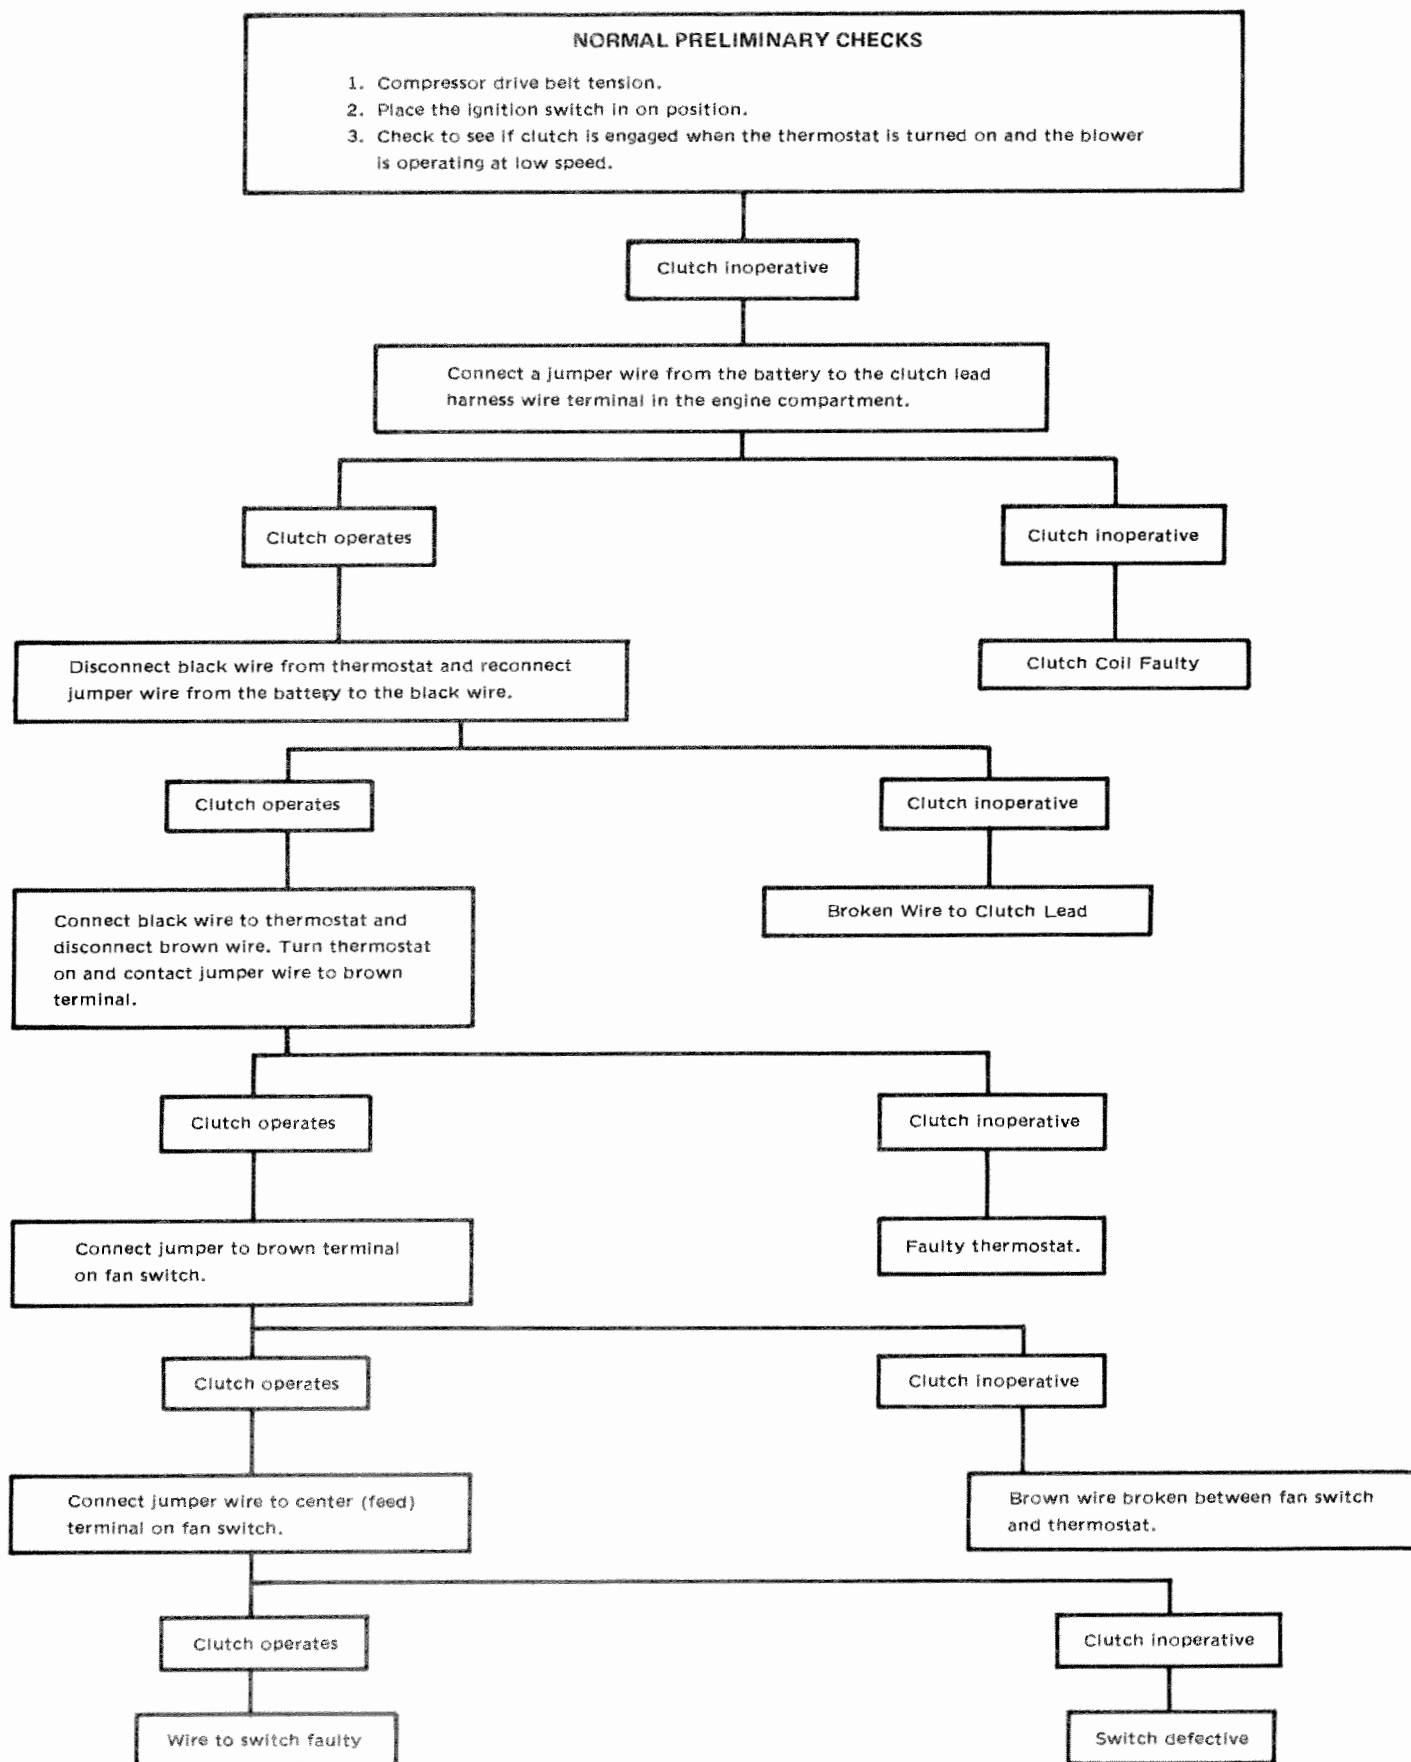 NORMAL PRELIMINARY CHECKS
1. Compressor drive belt tension.
2. Place the ignition switch in on position.
3. Check to see if clutch is engaged when the thermostat is turned on and the blower
is operating at low speed.
Clutch inoperative
Connect a jumper wire from the battery to the clutch lead
harness wire terminal in the engine compartment.
Clutch operates
Clutch inoperative
Disconnect black wire from thermostat and reconnect
jumper wire from the battery to the black wire.
Clutch Coil Faulty
Clutch operates
Clutch inoperative
Connect black wire to thermostat and
disconnect brown wire. Turn thermostat
on and contact jumper wire to brown
terminal.
Broken Wire to Clutch Lead
Clutch operates
Clutch inoperative
Connect jumper to brown terminal
on fan switch.
Faulty thermostat.
Clutch operates
Clutch inoperative
Connect jumper wire to center (feed)
terminal on fan switch.
Brown wire broken between fan switch
and thermostat.
Clutch operates
Clutch inoperative
Wire to switch faulty
Switch defective